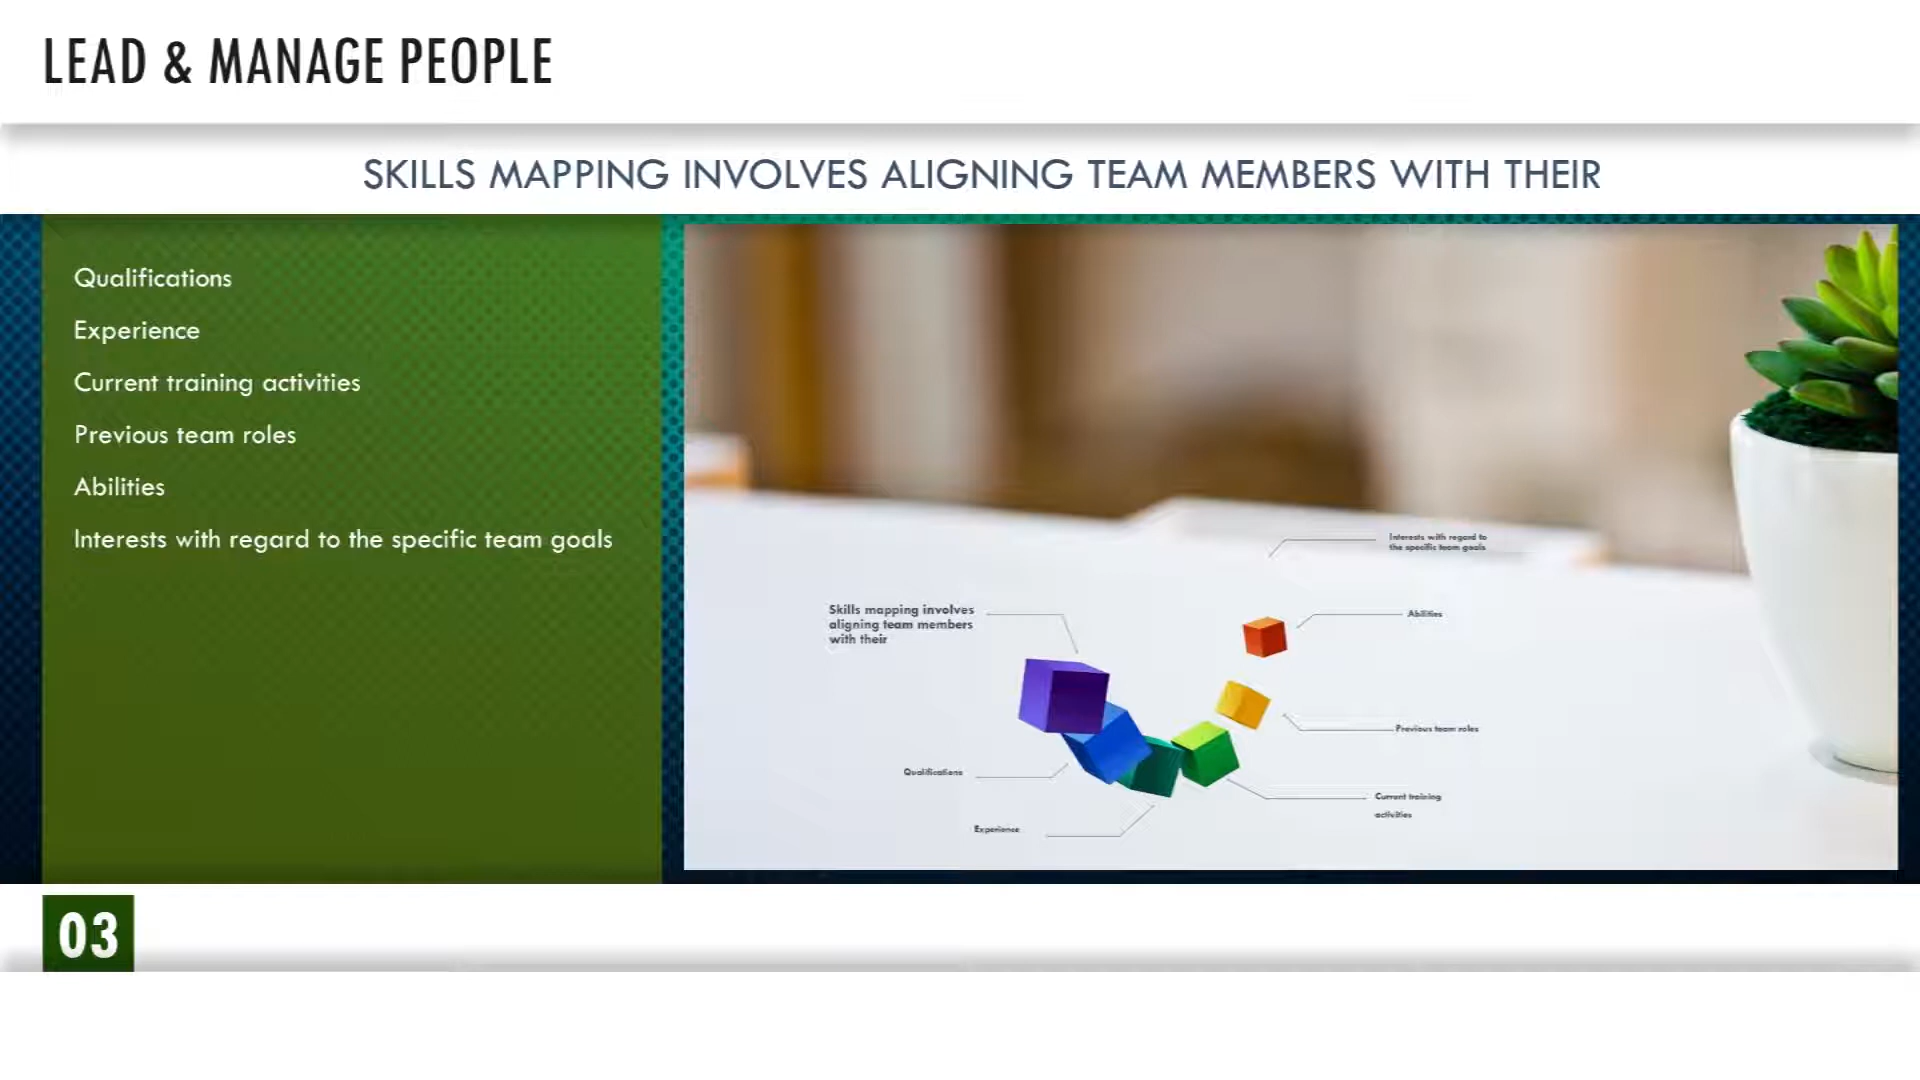 LEAD & MANAGE PEOPLE
SKILLS MAPPING INVOLVES ALIGNING TEAM MEMBERS WITH THEIR
Qualifications
Experience
Current training activities
Previous team roles
Abilities
Interests with regard to the specific team goals
Interests with regard to
the specific team goals
Abilities
Skills mapping involves
aligning team members
with their
Previous team roles
Qualifications
Current training
activities
Experience
03